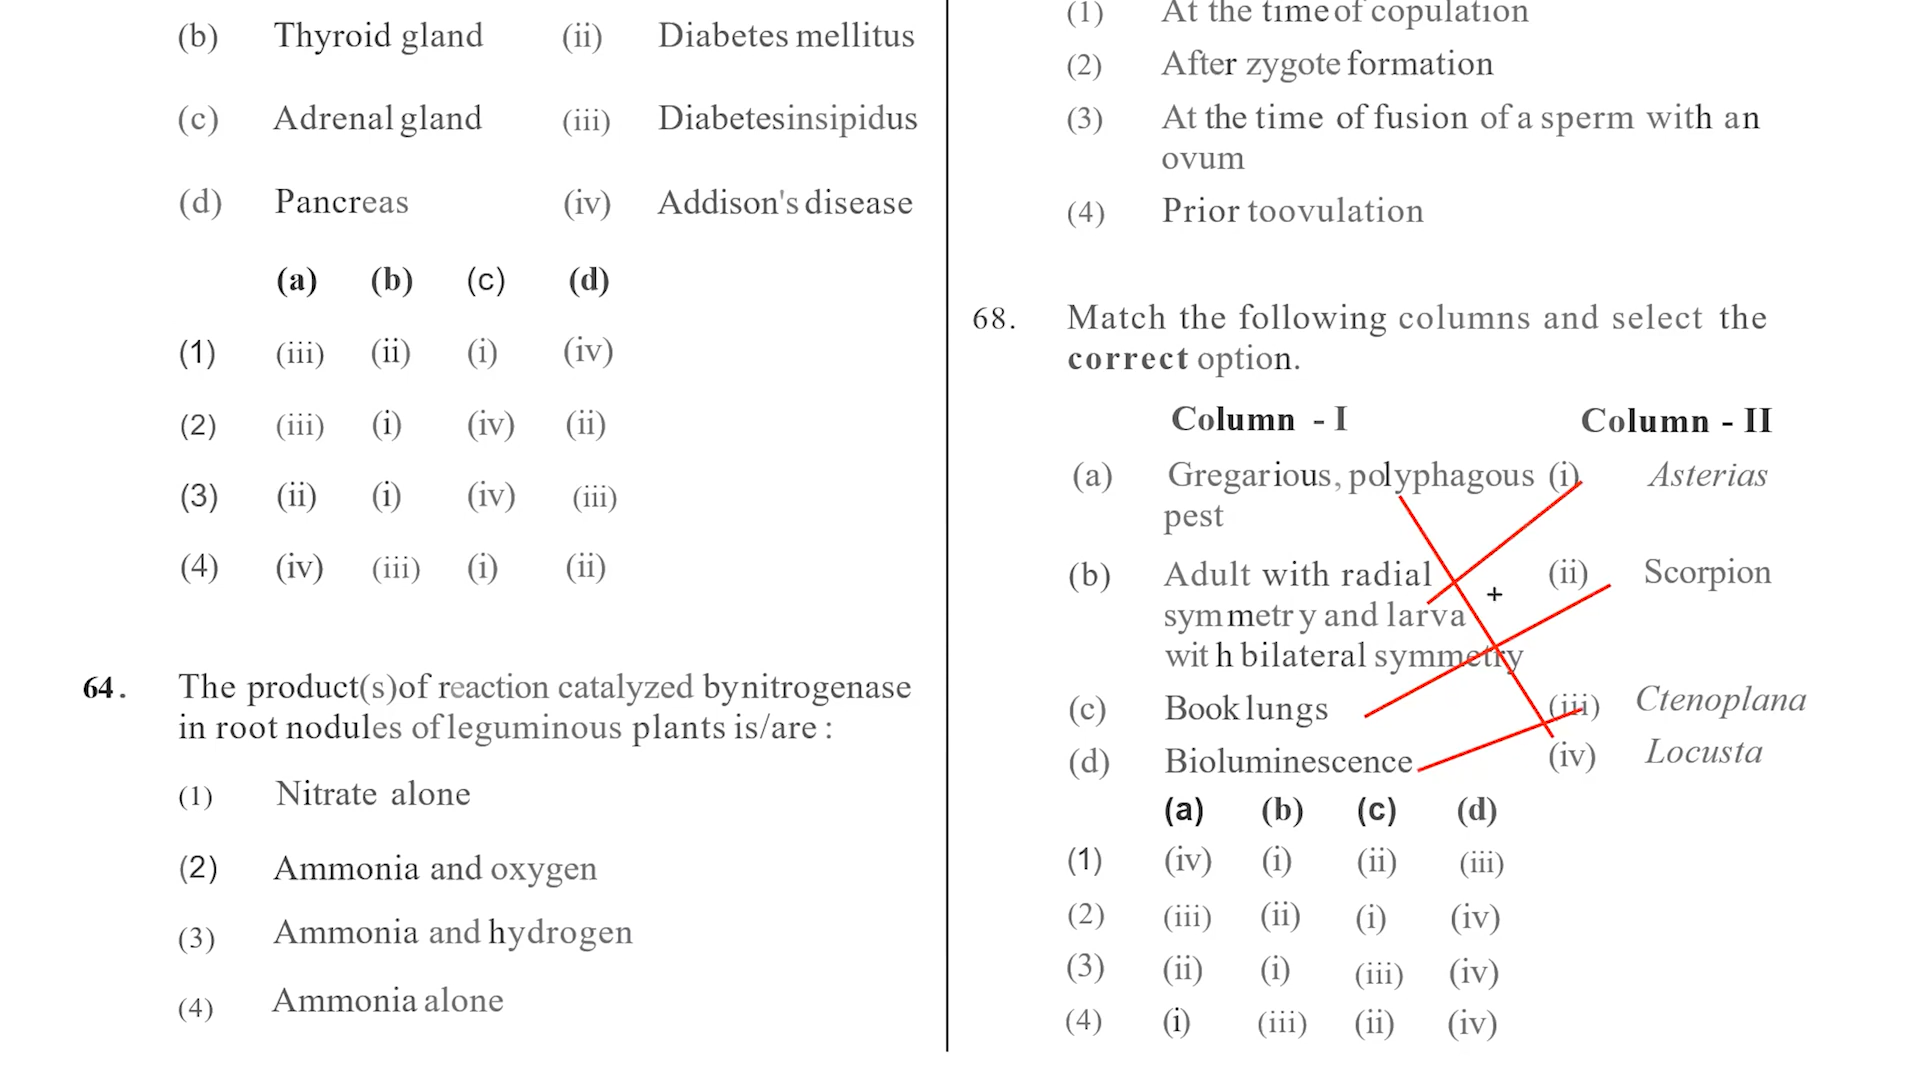 (b) Thyroid gland (ii) Diabetes mellitus
(c) Adrenal gland (iii) Diabetesinsipidus
(d) Pancreas (iv) Addison's disease
(a) (b) (c) (d)
(1) (iii) (ii) (i) (iv)
(2) (iii) (i) (iv) (ii)
(3) (ii) (i) (iv) (iii)
(4) (iv) (iii) (i) (ii)
64. The product(s)of reaction catalyzed bynitrogenase
in root nodules of leguminous plants is/are :
(1) Nitrate alone
(2) Ammonia and oxygen
(3) Ammonia and hydrogen
(4) Ammonia alone
(1) At the time of copulation
(2) After zygote formation
(3) At the time of fusion of a sperm with an
ovum
(4) Prior toovulation
68. Match the following columns and select the
correct option.
Column - I Column - II
(a) Gregarious, polyphagous (i) Asterias
pest
(b) Adult with radial (ii) Scorpion
symmetr y and larva
wit h bilateral symmetry
(c) Book lungs (iii) Ctenoplana
(d) Bioluminescence (iv) Locusta
(a) (b) (c) (d)
(1) (iv) (i) (ii) (iii)
(2) (iii) (ii) (i) (iv)
(3) (ii) (i) (iii) (iv)
(4) (i) (iii) (ii) (iv)